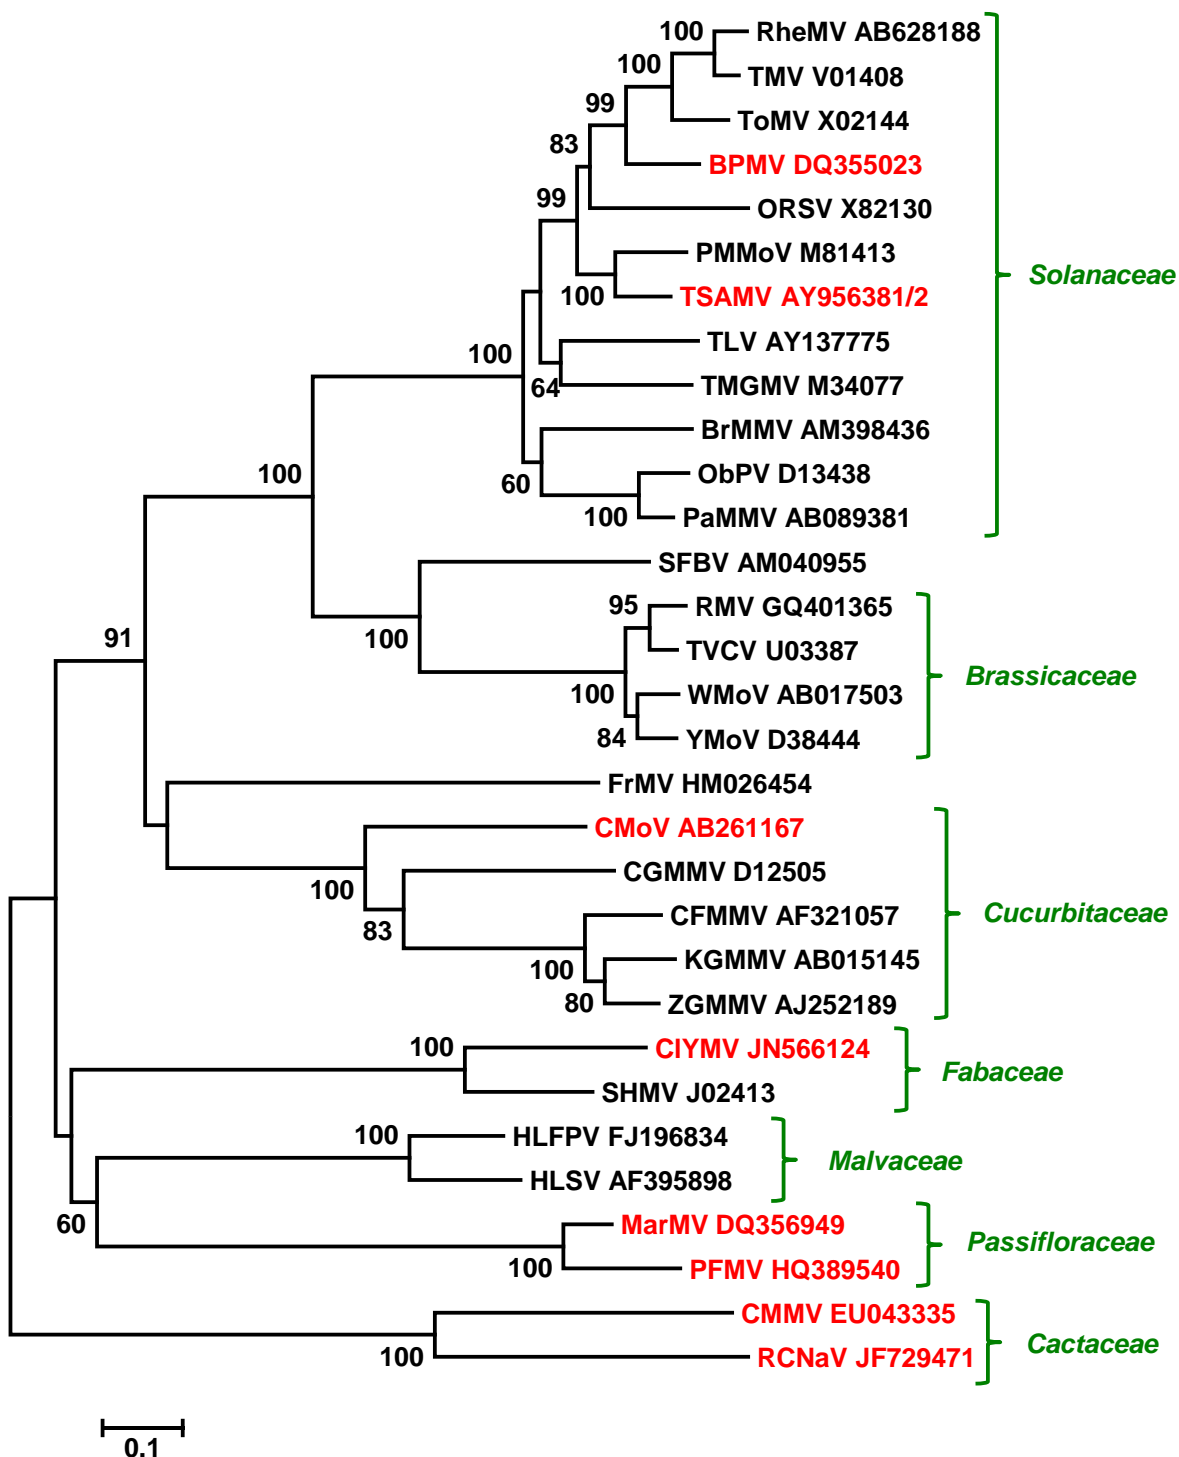 100 RheMV AB628188
100 TMV V01408
99 ToMV X02144
83 BPMV DQ355023
99 ORSV X82130
PMMoV M81413
Solanaceae
100 TSAMV AY956381/2
TLV AY137775
100
64 TMGMV M34077
BrMMV AM398436
100 ObPV D13438
60
100 PaMMV AB089381
SFBV AM040955
95 RMV GQ401365
91 100 TVCV U03387
Brassicaceae
100 WMoV AB017503
84 YMoV D38444
FrMV HM026454
CMoV AB261167
100 CGMMV D12505
83 CFMMV AF321057
Cucurbitaceae
100 KGMMV AB015145
80 ZGMMV AJ252189
100 ClYMV JN566124
Fabaceae
SHMV J02413
100 HLFPV FJ196834
Malvaceae
HLSV AF395898
60 MarMV DQ356949
Passifloraceae
100 PFMV HQ389540
CMMV EU043335
Cactaceae
100 RCNaV JF729471
0.1